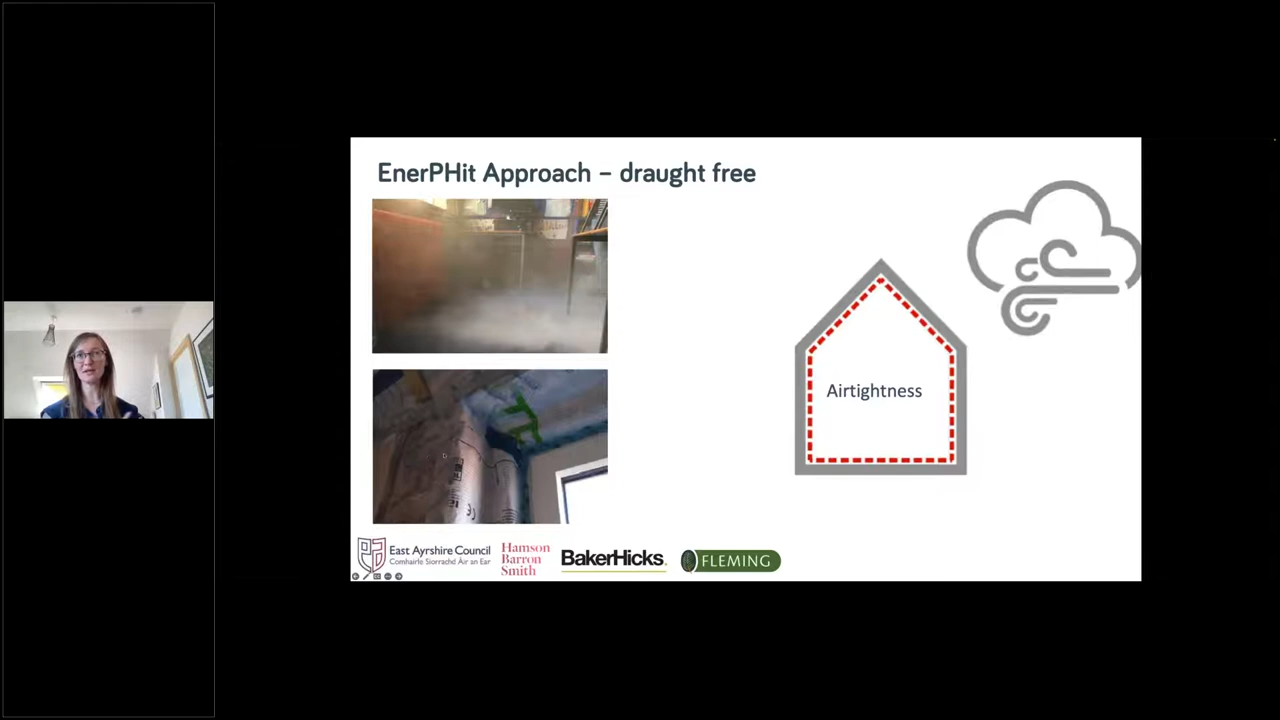 EnerPHit Approach – draught free
Airtightness
East Ayrshire Council
Comhairle Siorrachd Àir an Ear
Hamson
Barron
Smith
BakerHicks.
FLEMING